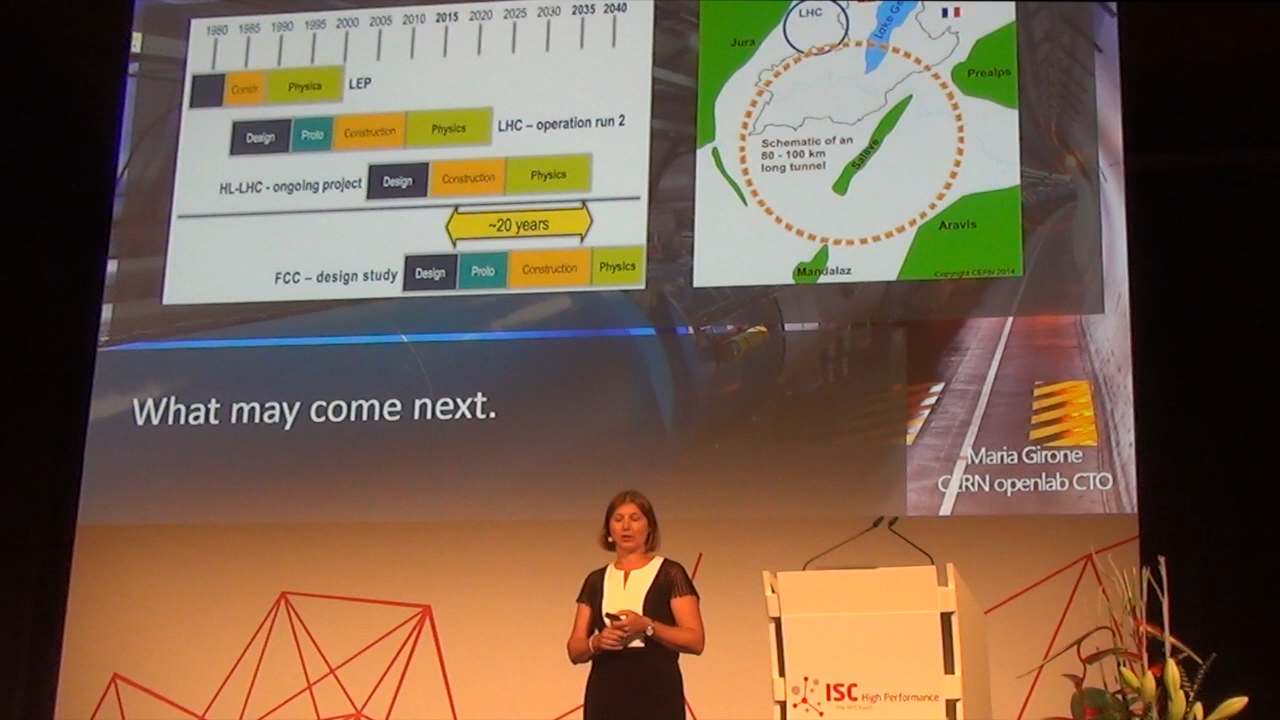 1980 1985 1990 1995 2000 2005 2010 2015 2020 2025 2030 2035 2040
Constr. Physics LEP
Design Proto Construction Physics LHC – operation run 2
HL-LHC - ongoing project Design Construction Physics
~20 years
FCC – design study Design Proto Construction Physics
LHC
Jura
Prealps
Schematic of an
80 - 100 km
long tunnel
Salève
Aravis
Mandalaz
Copyright CERN 2014
What may come next.
Maria Girone
CERN openlab CTO
ISC High Performance